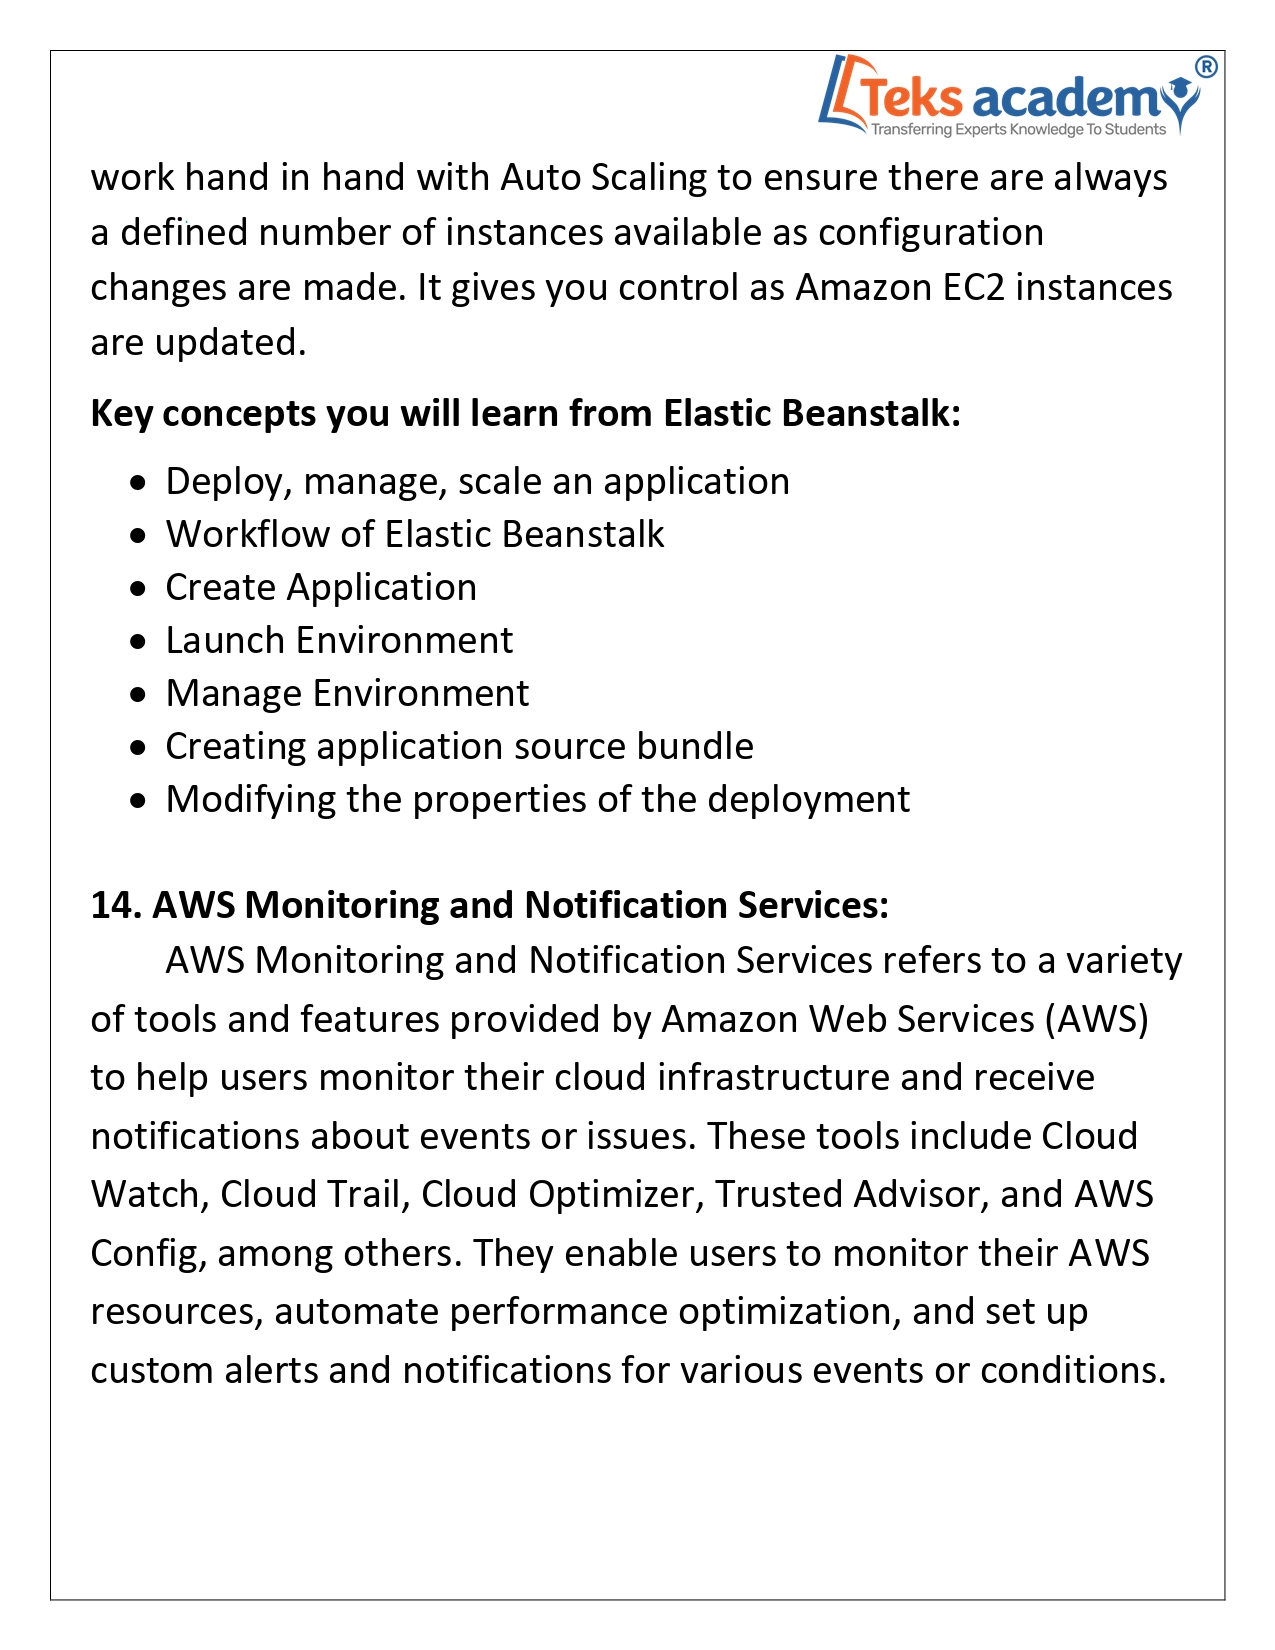 Teks academy®
Transferring Experts Knowledge To Students
work hand in hand with Auto Scaling to ensure there are always
a defined number of instances available as configuration
changes are made. It gives you control as Amazon EC2 instances
are updated.
Key concepts you will learn from Elastic Beanstalk:
• Deploy, manage, scale an application
• Workflow of Elastic Beanstalk
• Create Application
• Launch Environment
• Manage Environment
• Creating application source bundle
• Modifying the properties of the deployment
14. AWS Monitoring and Notification Services:
AWS Monitoring and Notification Services refers to a variety
of tools and features provided by Amazon Web Services (AWS)
to help users monitor their cloud infrastructure and receive
notifications about events or issues. These tools include Cloud
Watch, Cloud Trail, Cloud Optimizer, Trusted Advisor, and AWS
Config, among others. They enable users to monitor their AWS
resources, automate performance optimization, and set up
custom alerts and notifications for various events or conditions.